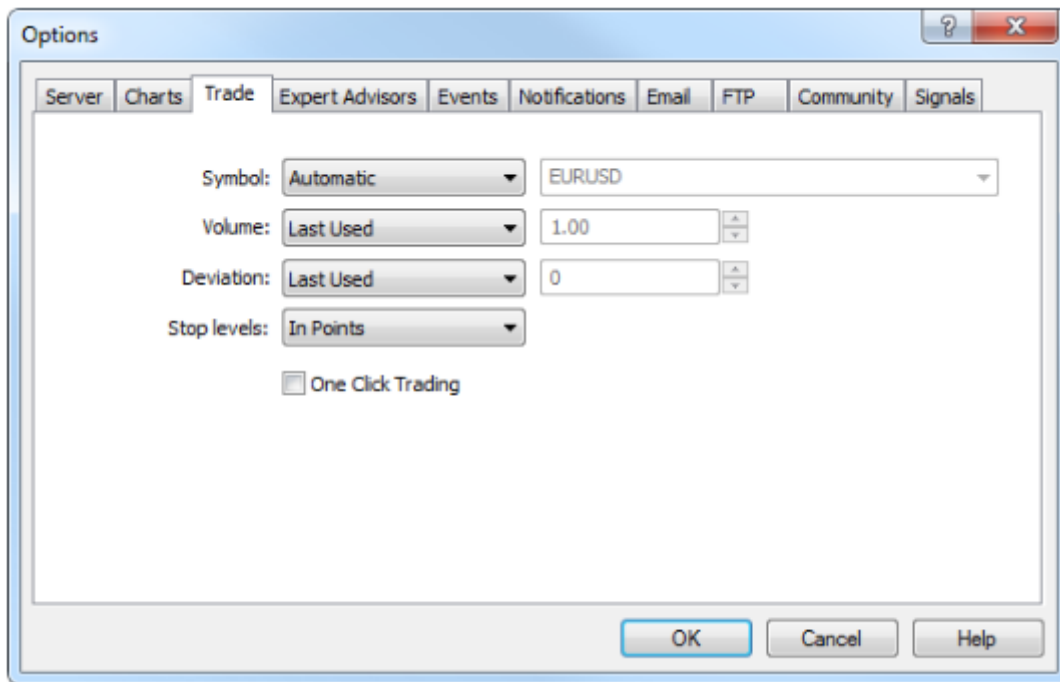 Options
Server Charts Trade Expert Advisors Events Notifications Email FTP Community Signals
Symbol: Automatic EURUSD
Volume: Last Used 1.00
Deviation: Last Used 0
Stop levels: In Points
One Click Trading
OK Cancel Help